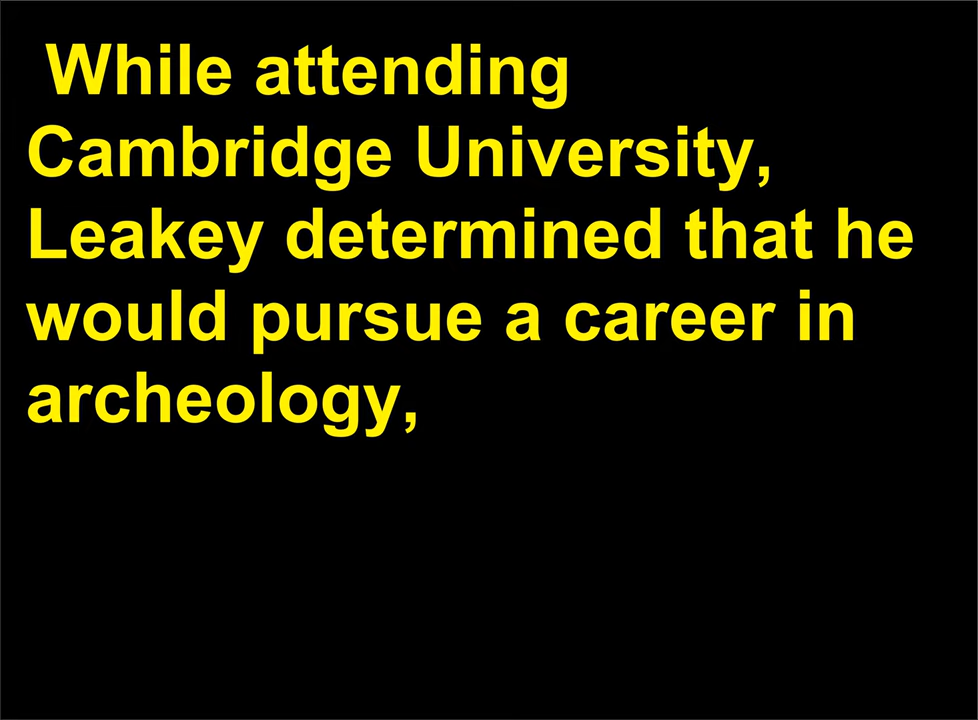 While attending
Cambridge University,
Leakey determined that he
would pursue a career in
archeology,